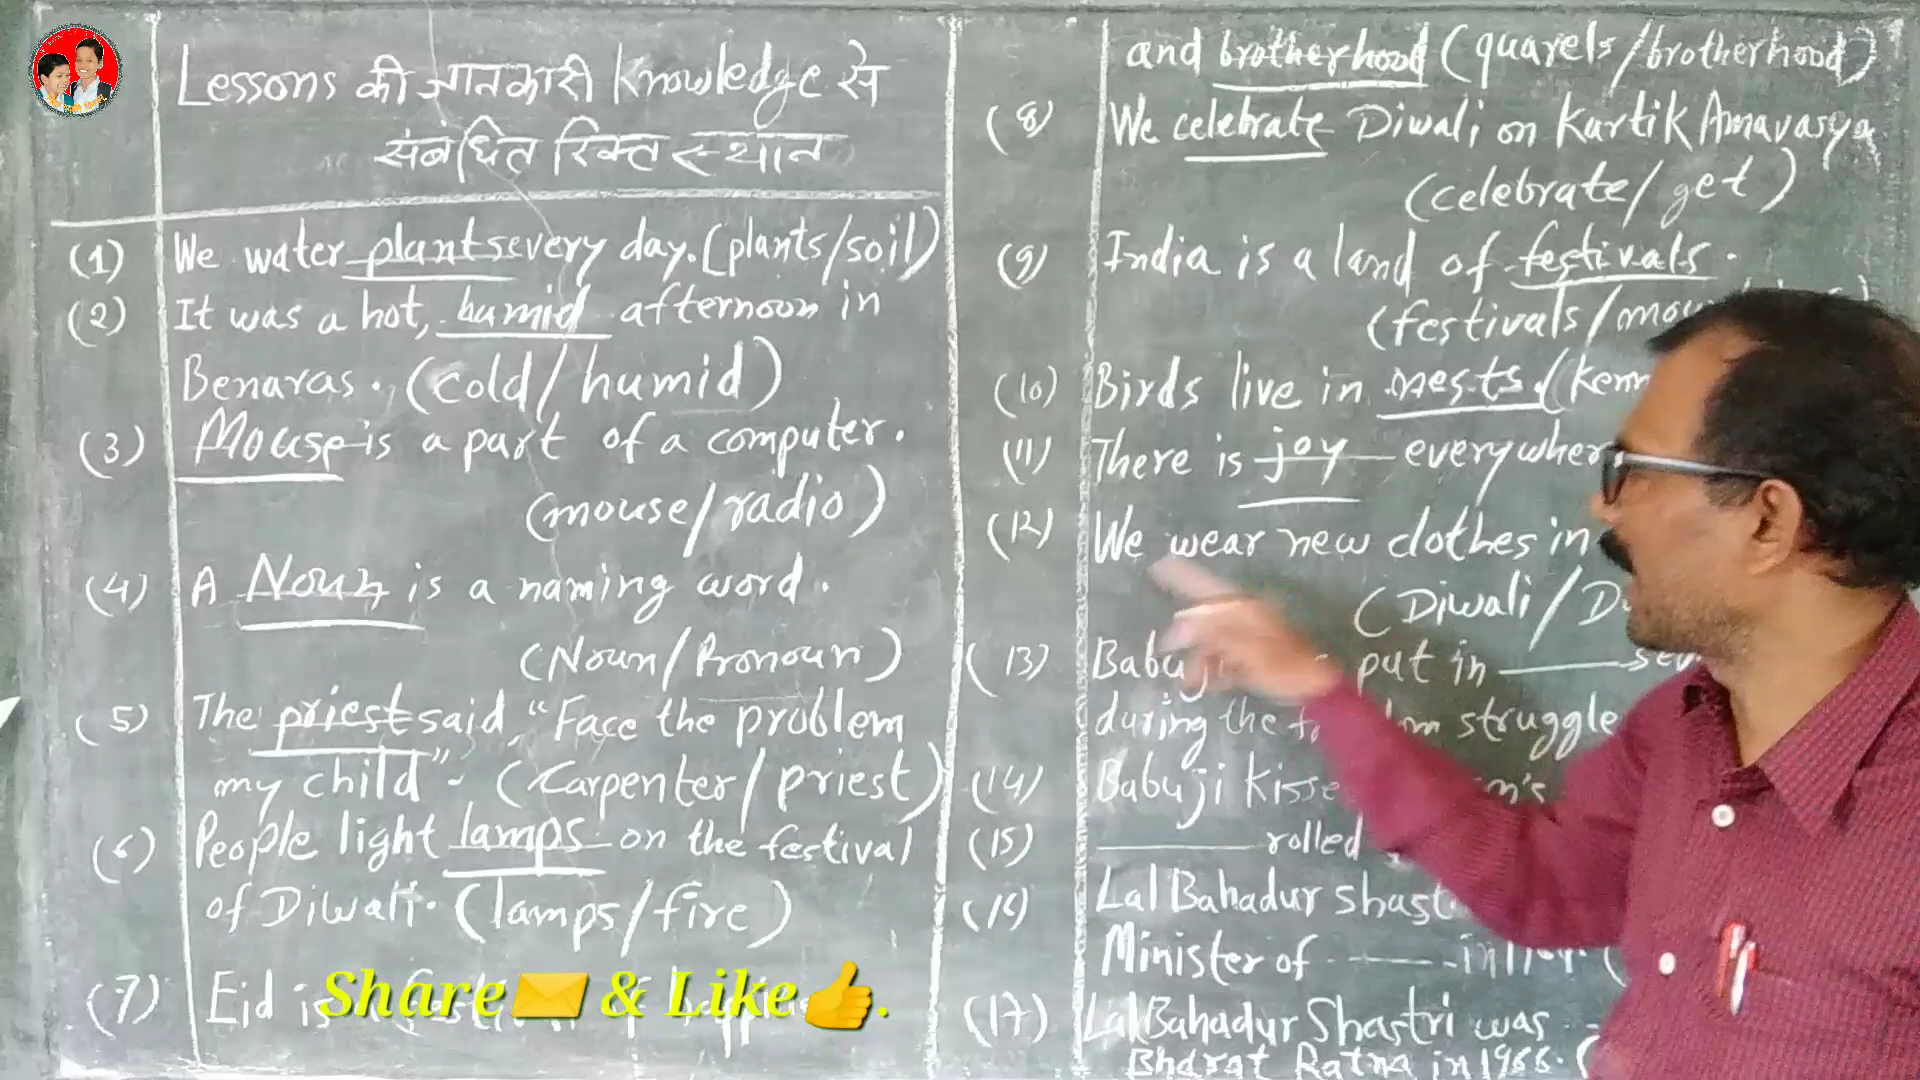 Lessons की जानकारी Knowledge से
संबंधित रिक्त स्थान
(1) We water plants every day. (plants/soil)
(2) It was a hot, humid afternoon in
Benaras. (cold/humid)
(3) Mouse is a part of a computer.
(mouse/radio)
(4) A Noun is a naming word.
(Noun/Pronoun)
(5) The priest said, "Face the problem
my child". (Carpenter/priest)
(6) People light lamps on the festival
of Diwali. (lamps/fire)
(7) Eid is
Share & Like.
and brotherhood (quarels/brotherhood)
(8) We celebrate Diwali on Kartik Amavasya
(celebrate/get)
(9) India is a land of festivals.
(festivals/
(10) Birds live in nests. (
(11) There is joy everywhere
(12) We wear new clothes in
(Diwali/
(13) Babuji put in
during the struggle
(14) Babuji
(15) rolled
(16) Lal Bahadur
Minister of in
(17) Lal Bahadur Shastri was
Bharat Ratna in 1966. (